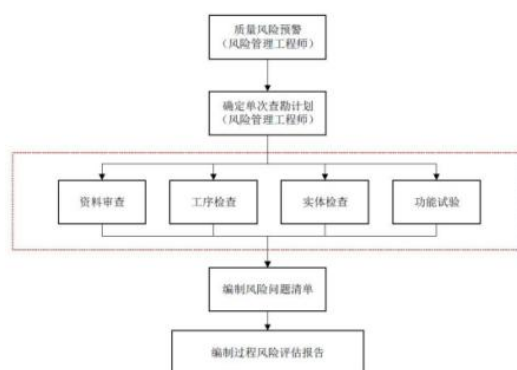 质量风险预警
（风险管理工程师）
确定单次查勘计划
（风险管理工程师）
资料审查
工序检查
实体检查
功能试验
编制风险问题清单
编制过程风险评估报告